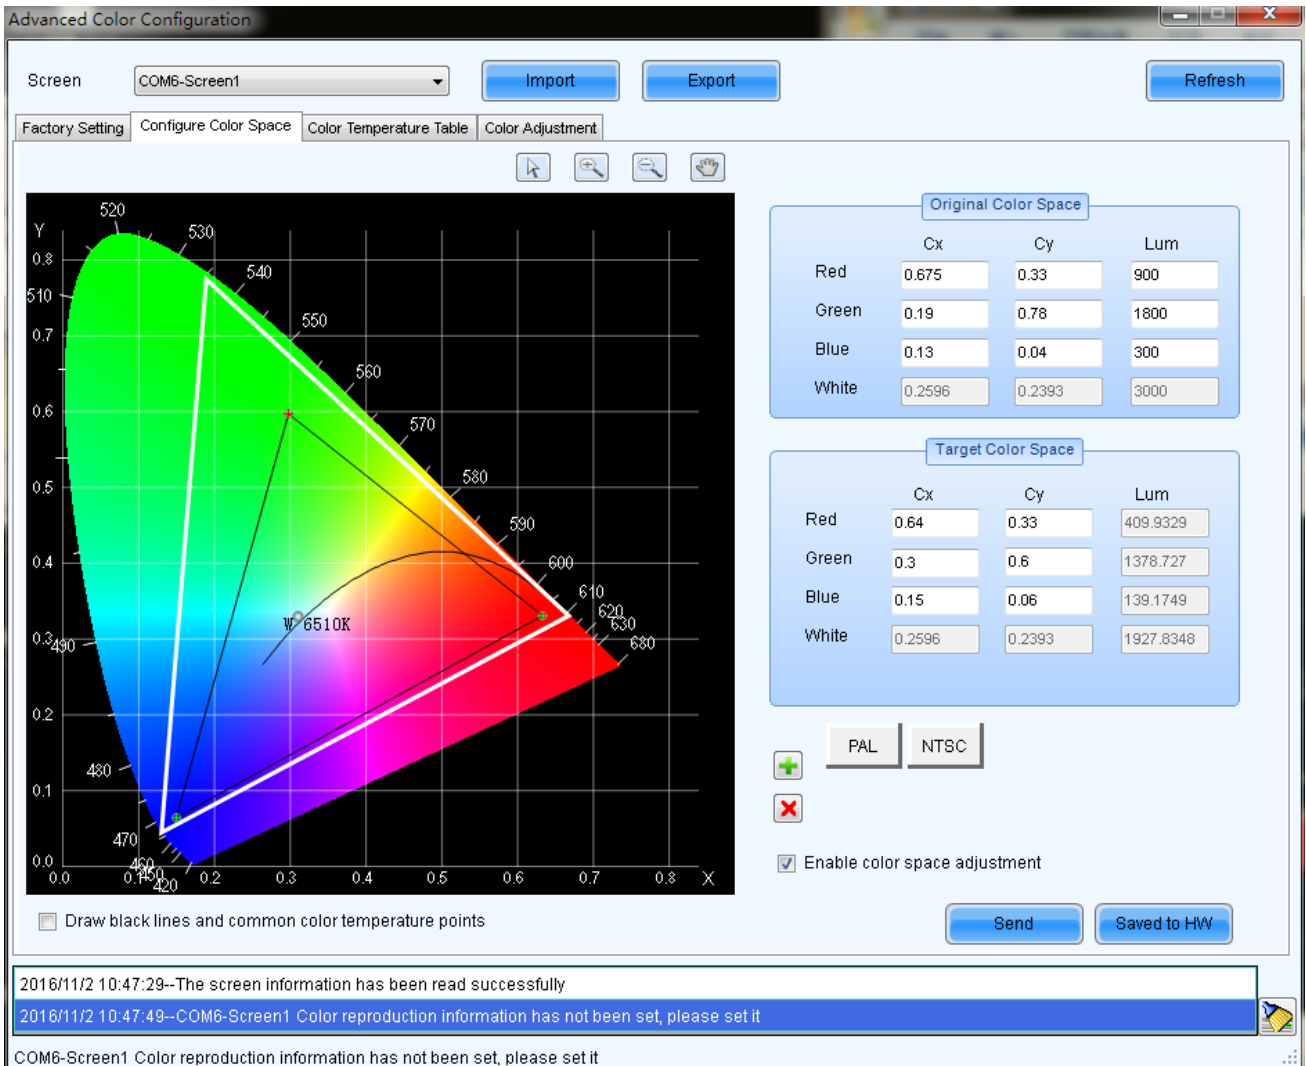 Advanced Color Configuration
Screen COM6-Screen1 Import Export Refresh
Factory Setting Configure Color Space Color Temperature Table Color Adjustment
Original Color Space
Cx Cy Lum
Red 0.675 0.33 900
Green 0.19 0.78 1800
Blue 0.13 0.04 300
White 0.2596 0.2393 3000
Target Color Space
Cx Cy Lum
Red 0.64 0.33 409.9329
Green 0.3 0.6 1378.727
Blue 0.15 0.06 139.1749
White 0.2596 0.2393 1927.8348
PAL NTSC
Enable color space adjustment
Y
0.8
0.7
0.6
0.5
0.4
0.3
0.2
0.1
0.0
0.0 0.1 0.2 0.3 0.4 0.5 0.6 0.7 0.8 X
520
530
540
510
550
560
570
580
590
600
610
620
630
680
490
480
470
460
450
420
W 6510K
Draw black lines and common color temperature points
Send Saved to HW
2016/11/2 10:47:29--The screen information has been read successfully
2016/11/2 10:47:49--COM6-Screen1 Color reproduction information has not been set, please set it
COM6-Screen1 Color reproduction information has not been set, please set it